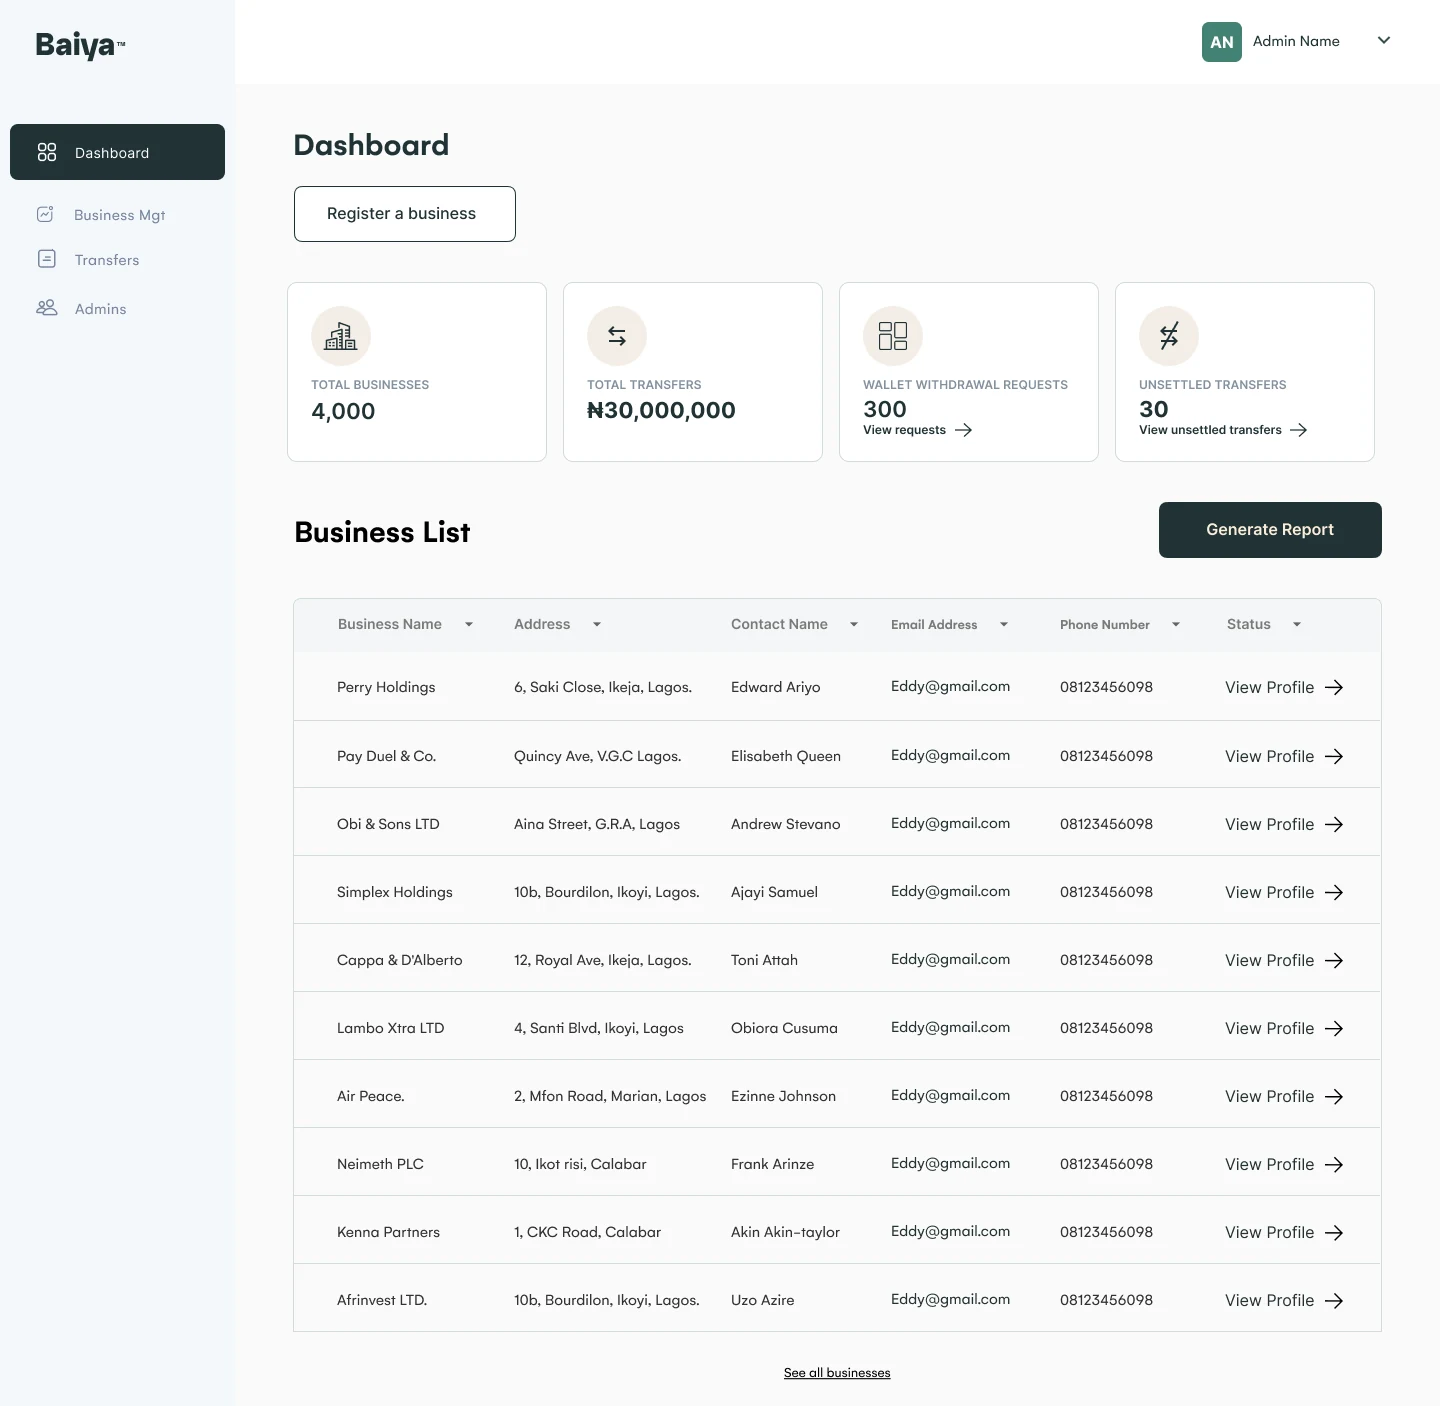 Baiya™
AN
Admin Name
Dashboard
Business Mgt
Transfers
Admins
Dashboard
Register a business
TOTAL BUSINESSES
4,000
TOTAL TRANSFERS
₦30,000,000
WALLET WITHDRAWAL REQUESTS
300
View requests
UNSETTLED TRANSFERS
30
View unsettled transfers
Business List
Generate Report
Business Name Address Contact Name Email Address Phone Number Status
Perry Holdings 6, Saki Close, Ikeja, Lagos. Edward Ariyo Eddy@gmail.com 08123456098 View Profile
Pay Duel & Co. Quincy Ave, V.G.C Lagos. Elisabeth Queen Eddy@gmail.com 08123456098 View Profile
Obi & Sons LTD Aina Street, G.R.A, Lagos Andrew Stevano Eddy@gmail.com 08123456098 View Profile
Simplex Holdings 10b, Bourdilon, Ikoyi, Lagos. Ajayi Samuel Eddy@gmail.com 08123456098 View Profile
Cappa & D'Alberto 12, Royal Ave, Ikeja, Lagos. Toni Attah Eddy@gmail.com 08123456098 View Profile
Lambo Xtra LTD 4, Santi Blvd, Ikoyi, Lagos Obiora Cusuma Eddy@gmail.com 08123456098 View Profile
Air Peace. 2, Mfon Road, Marian, Lagos Ezinne Johnson Eddy@gmail.com 08123456098 View Profile
Neimeth PLC 10, Ikot risi, Calabar Frank Arinze Eddy@gmail.com 08123456098 View Profile
Kenna Partners 1, CKC Road, Calabar Akin Akin-taylor Eddy@gmail.com 08123456098 View Profile
Afrinvest LTD. 10b, Bourdilon, Ikoyi, Lagos. Uzo Azire Eddy@gmail.com 08123456098 View Profile
See all businesses